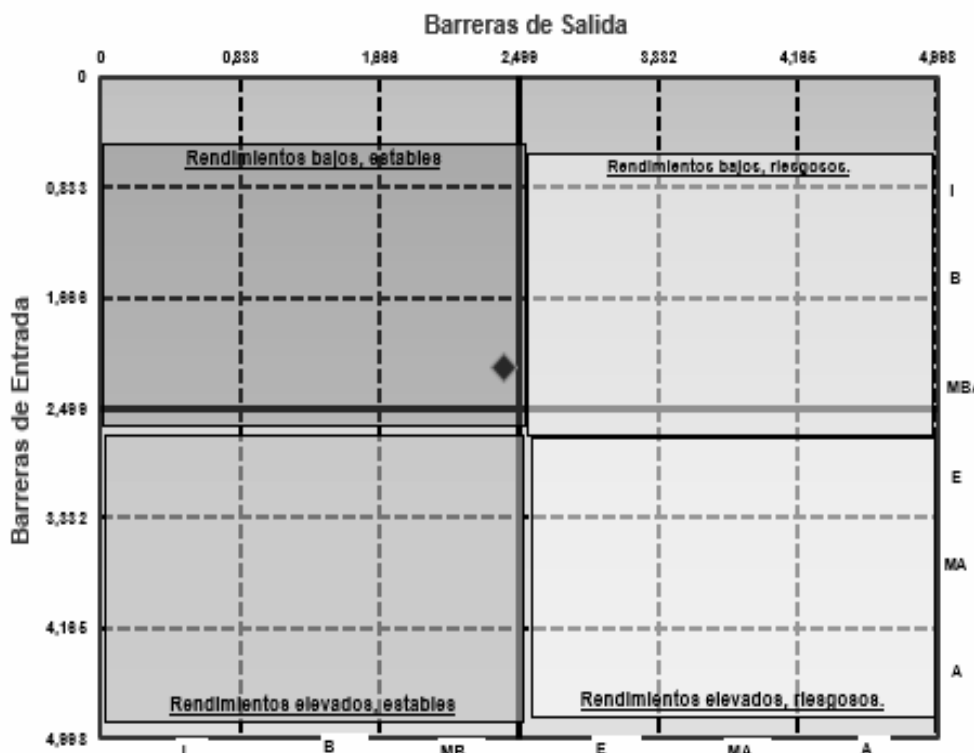 Barreras de Salida
0 0,833 1,666 2,499 3,332 4,165 4,998
0
Rendimientos bajos, estables
Rendimientos bajos, riesgosos.
0,833
I
B
1,666
Barreras de Entrada
MBA
2,499
E
3,332
MA
4,165
A
Rendimientos elevados, estables
Rendimientos elevados, riesgosos.
4,998
I B MB E MA A